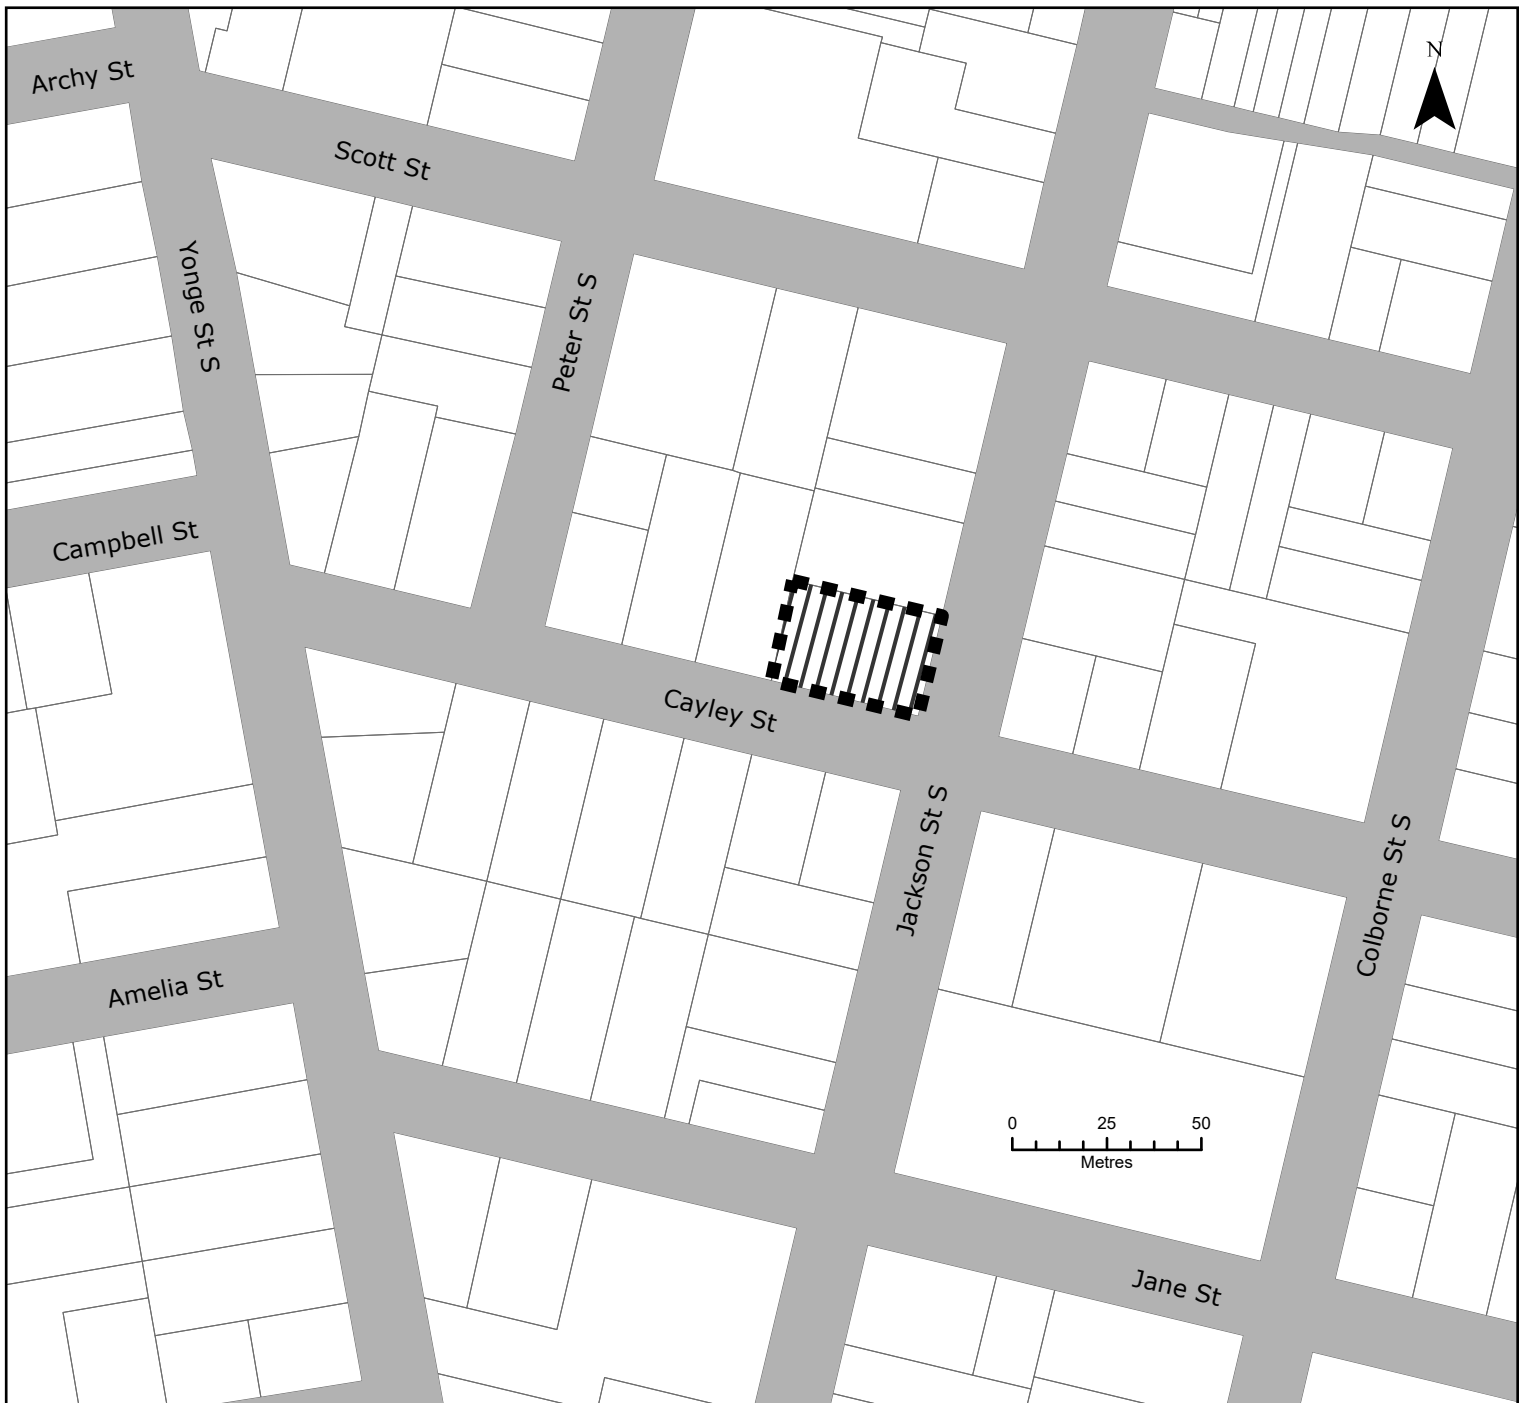 N
Archy St
Scott St
Yonge St S
Peter St S
Campbell St
Cayley St
Jackson St S
Colborne St S
Amelia St
0 25 50
Metres
Jane St